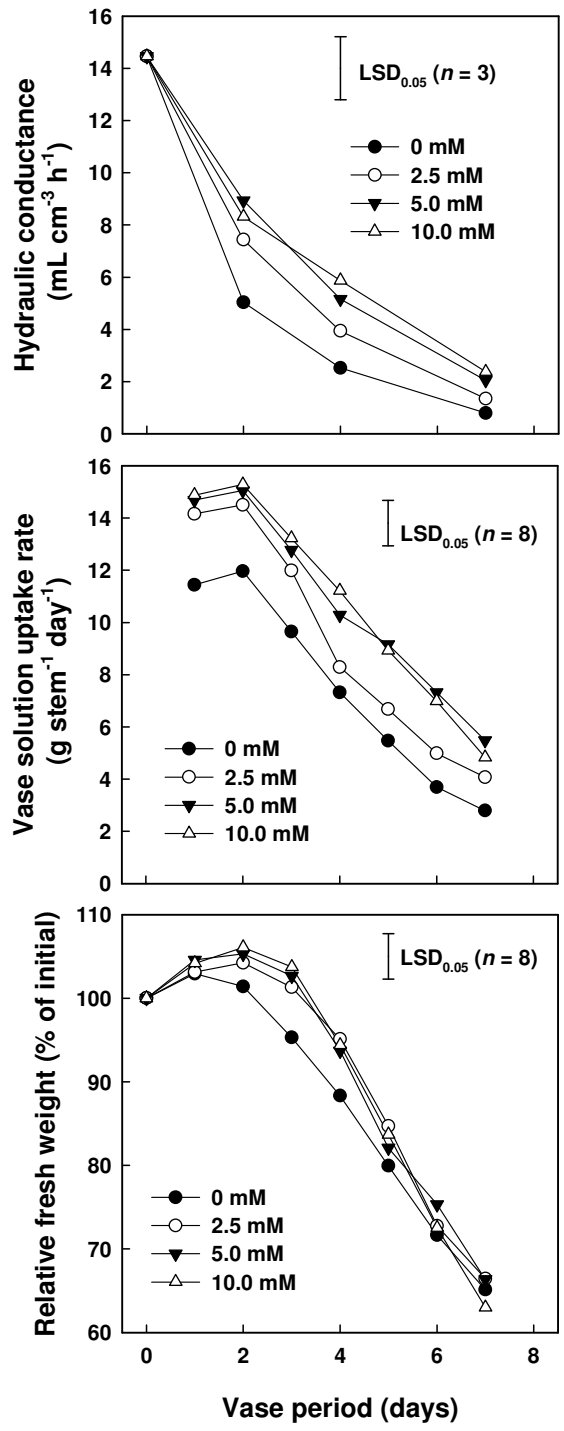 Hydraulic conductance
(mL cm⁻³ h⁻¹)
16
14
12
10
8
6
4
2
0
LSD₀.₀₅ (n = 3)
0 mM
2.5 mM
5.0 mM
10.0 mM
Vase solution uptake rate
(g stem⁻¹ day⁻¹)
16
14
12
10
8
6
4
2
0
LSD₀.₀₅ (n = 8)
0 mM
2.5 mM
5.0 mM
10.0 mM
Relative fresh weight (% of initial)
110
100
90
80
70
60
LSD₀.₀₅ (n = 8)
0 mM
2.5 mM
5.0 mM
10.0 mM
0 2 4 6 8
Vase period (days)